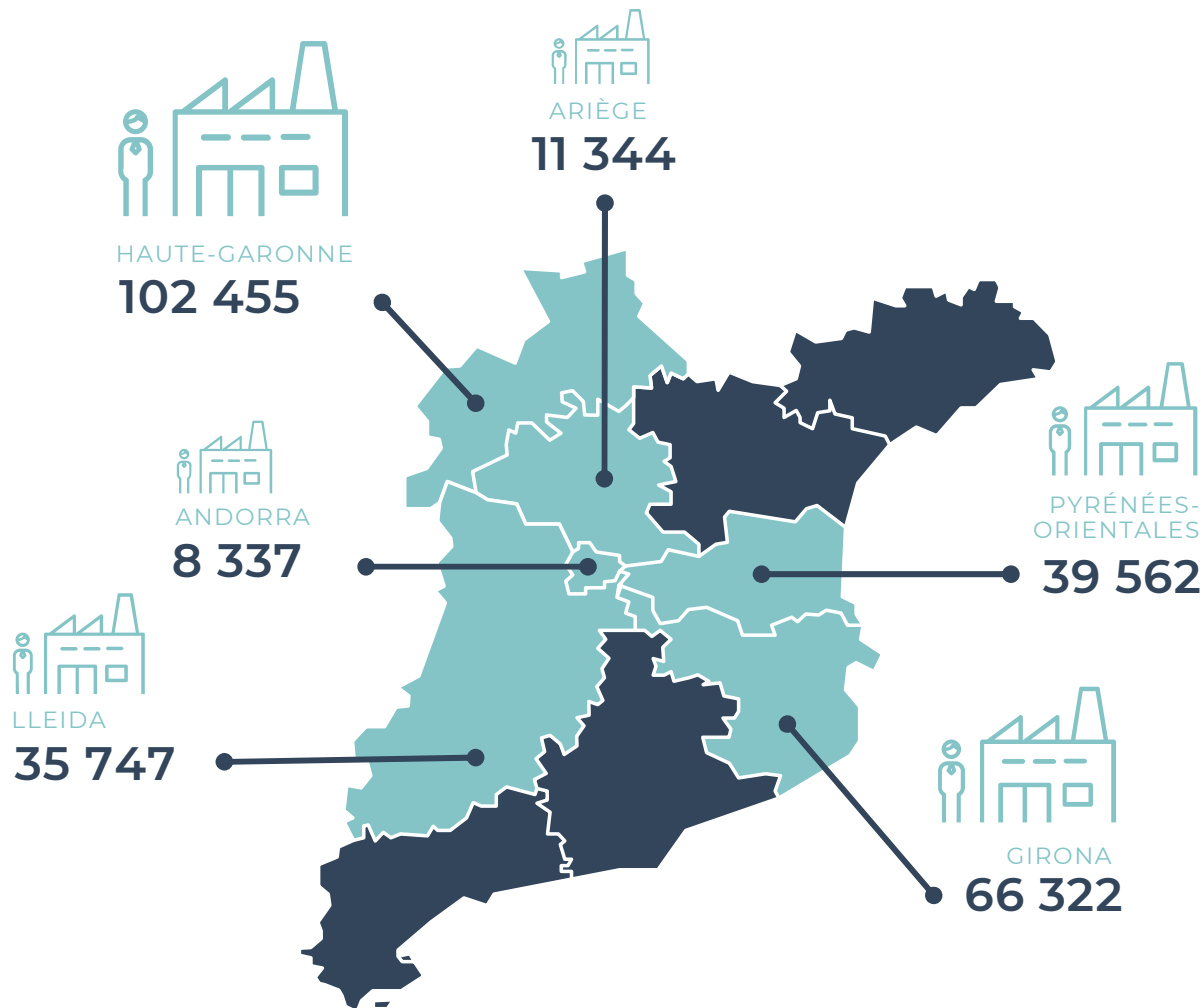 ARIÈGE
11 344
HAUTE-GARONNE
102 455
ANDORRA
8 337
PYRÉNÉES-
ORIENTALES
39 562
LLEIDA
35 747
GIRONA
66 322